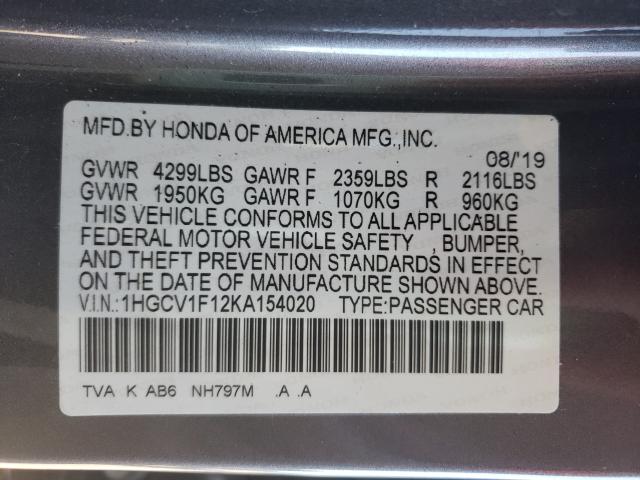 MFD.BY HONDA OF AMERICA MFG.,INC.
08/'19
GVWR 4299LBS GAWR F 2359LBS R 2116LBS
GVWR 1950KG GAWR F 1070KG R 960KG
THIS VEHICLE CONFORMS TO ALL APPLICABLE
FEDERAL MOTOR VEHICLE SAFETY , BUMPER,
AND THEFT PREVENTION STANDARDS IN EFFECT
ON THE DATE OF MANUFACTURE SHOWN ABOVE.
V.I.N.:1HGCV1F12KA154020 TYPE:PASSENGER CAR
TVA K AB6 NH797M .A .A